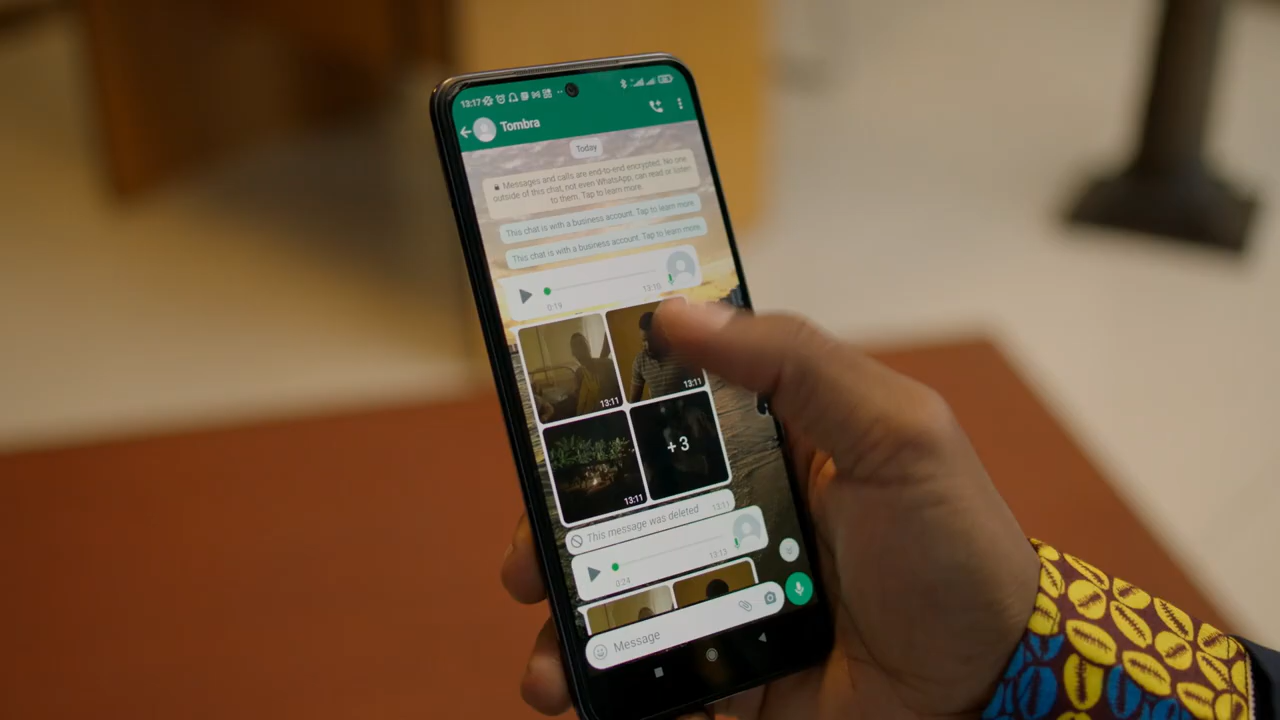 13:17
Tombra
Today
Messages and calls are end-to-end encrypted. No one
outside of this chat, not even WhatsApp, can read or listen
to them. Tap to learn more.
This chat is with a business account. Tap to learn more.
This chat is with a business account. Tap to learn more.
0:19 13:10
13:11
13:11
+3
13:11
This message was deleted 13:11
0:24 13:13
Message